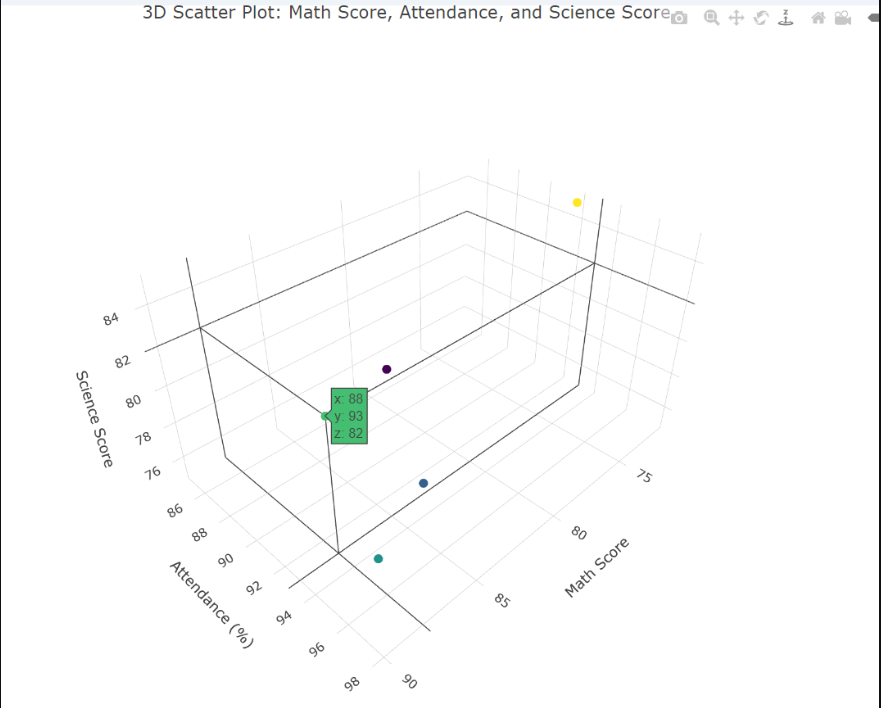 3D Scatter Plot: Math Score, Attendance, and Science Score
z
84
82
80
78
76
Science Score
x: 88
y: 93
z: 82
86
88
90
92
94
96
98
Attendance (%)
75
80
85
90
Math Score